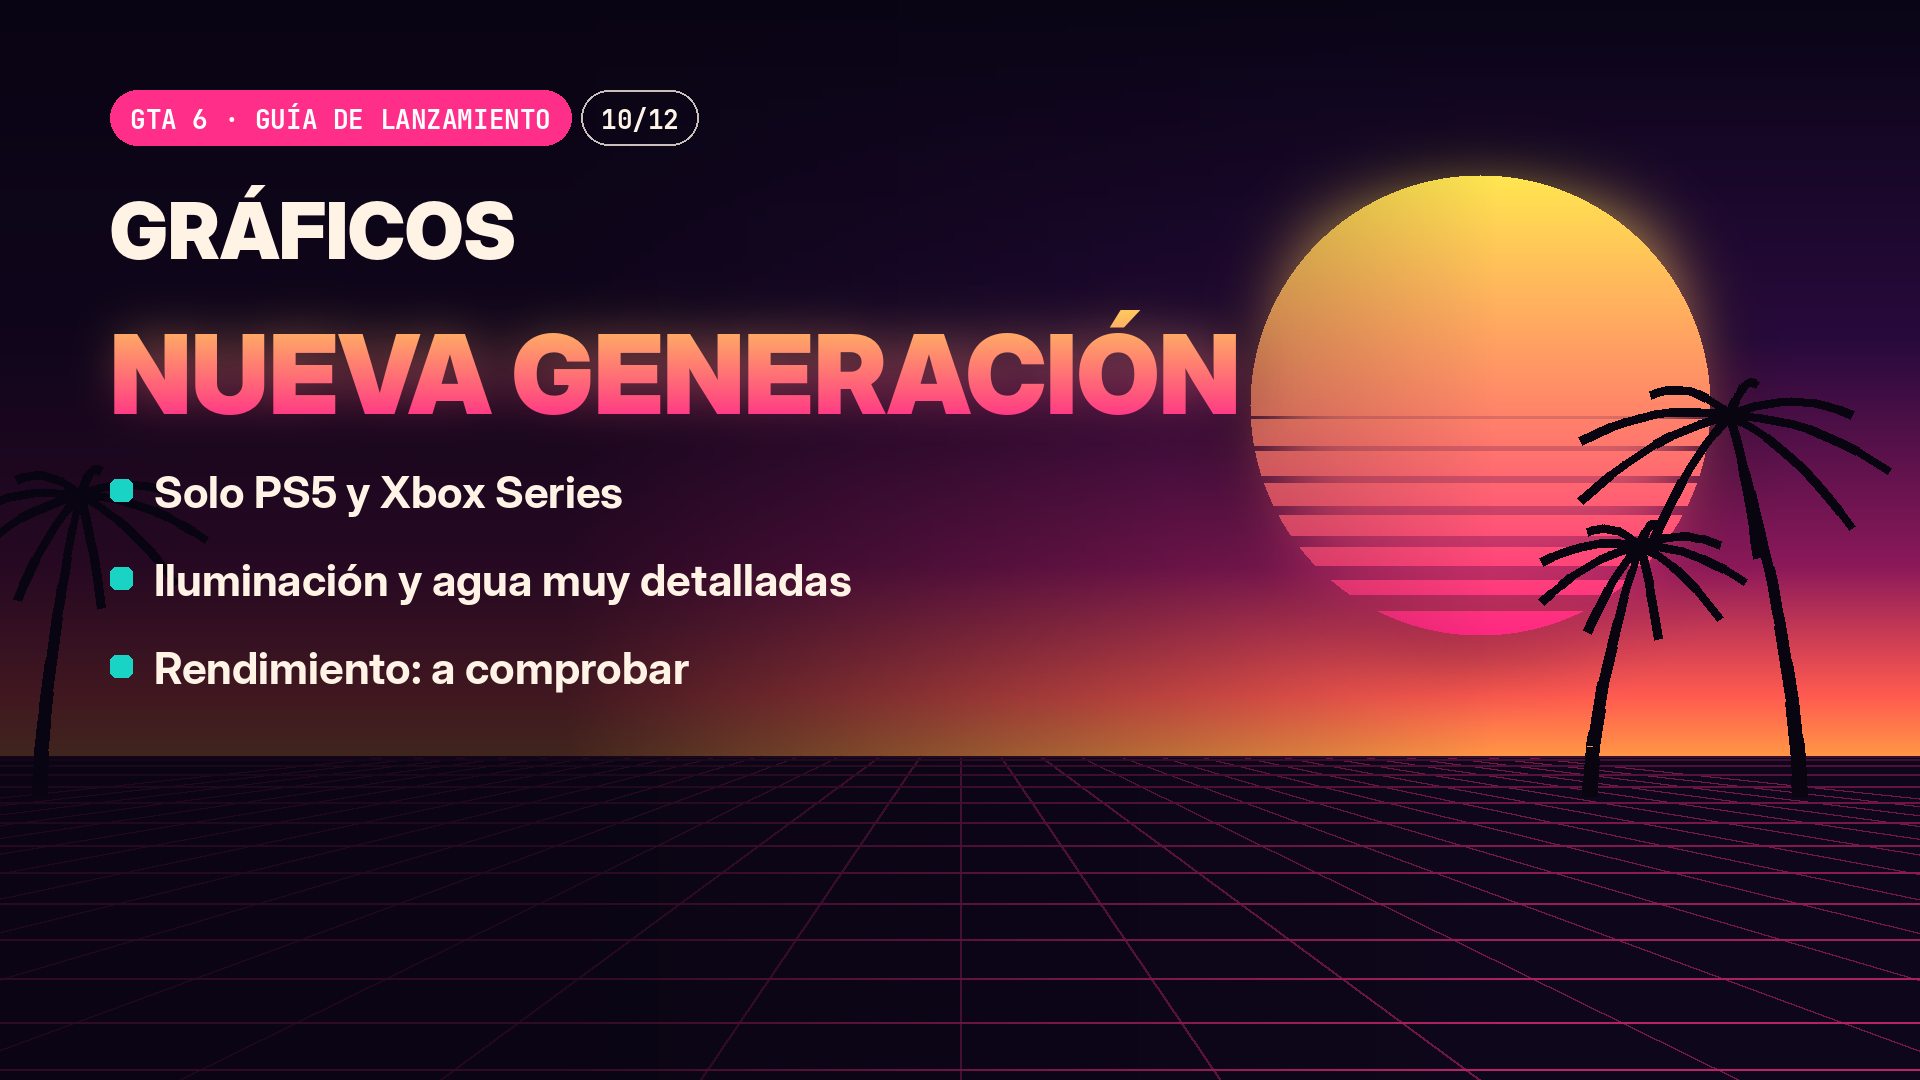 GTA 6 · GUÍA DE LANZAMIENTO
10/12
GRÁFICOS
NUEVA GENERACIÓN
Solo PS5 y Xbox Series
Iluminación y agua muy detalladas
Rendimiento: a comprobar